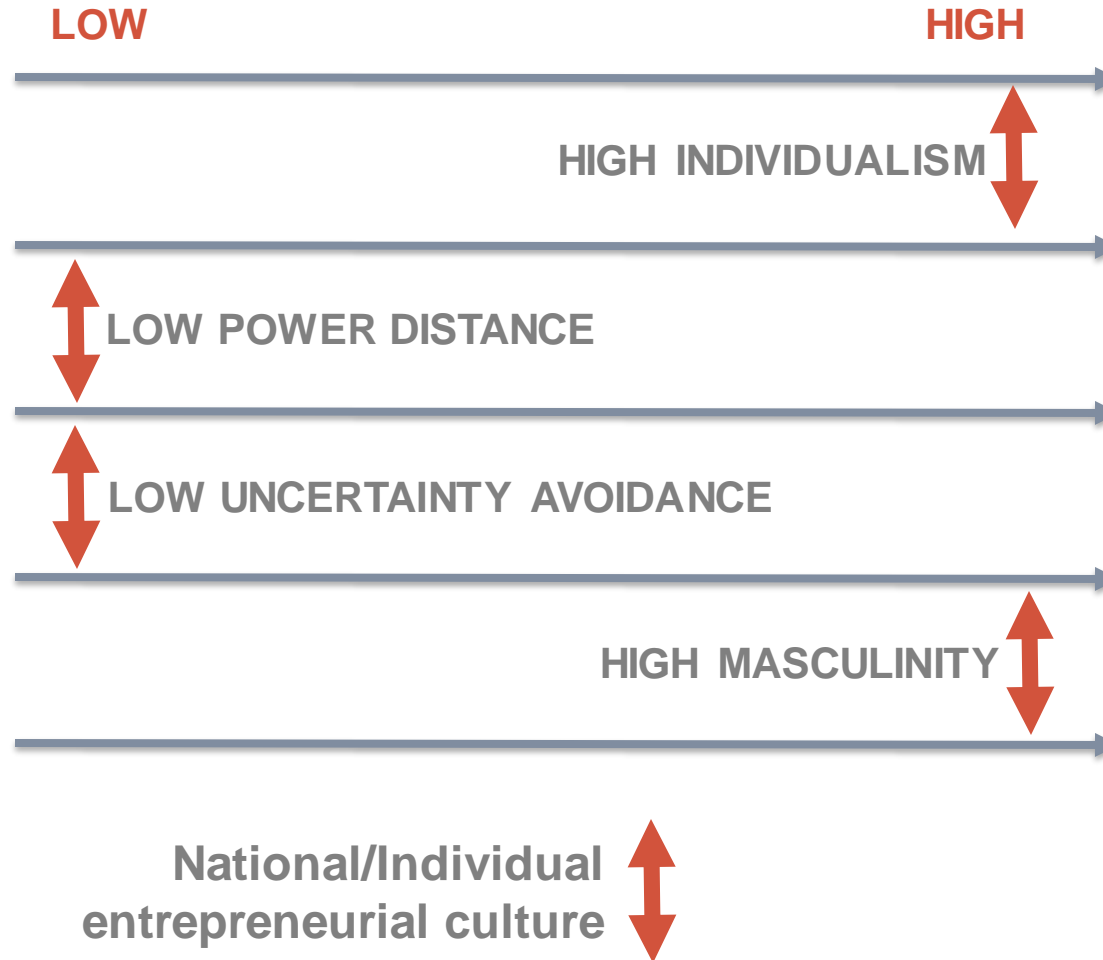 LOW HIGH
HIGH INDIVIDUALISM
LOW POWER DISTANCE
LOW UNCERTAINTY AVOIDANCE
HIGH MASCULINITY
National/Individual
entrepreneurial culture